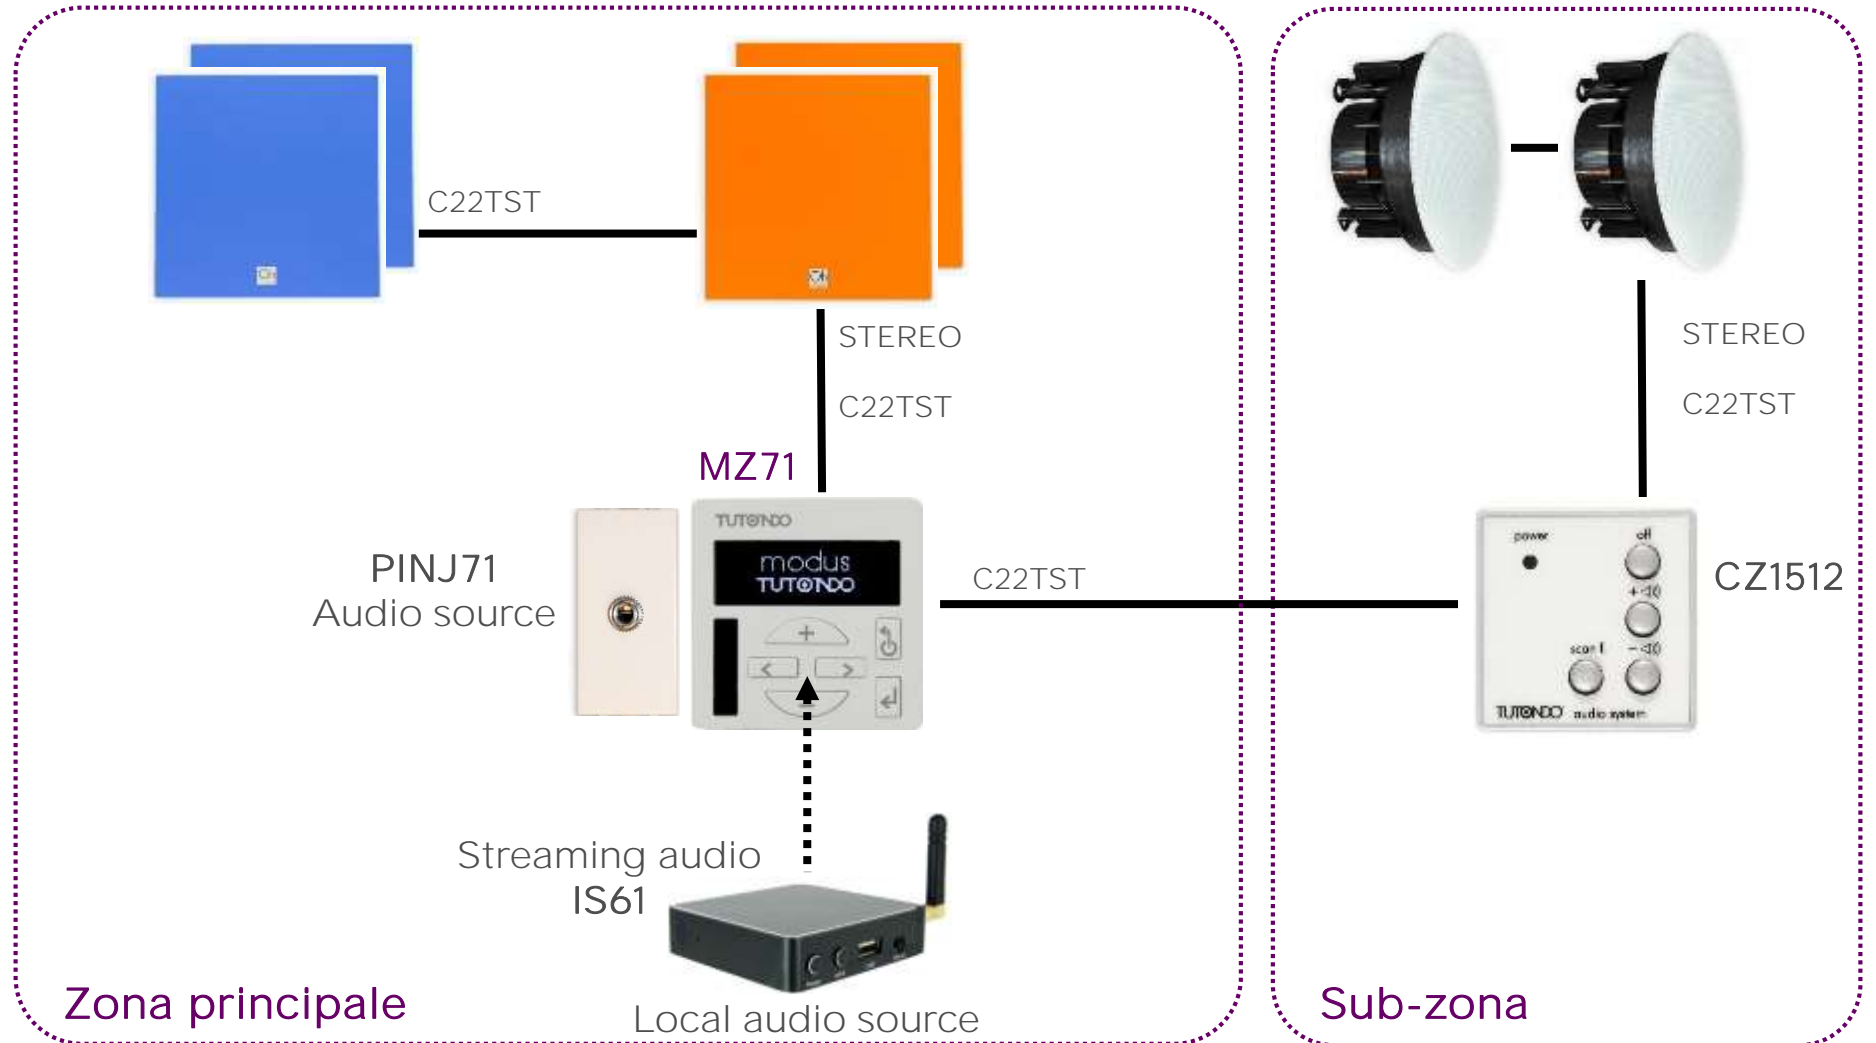 C22TST
STEREO
C22TST
MZ71
TUTONDO
modus
TUTONDO
PINJ71
Audio source
C22TST
Streaming audio
IS61
Local audio source
Zona principale
STEREO
C22TST
power
off
scan
TUTONDO audio system
CZ1512
Sub-zona